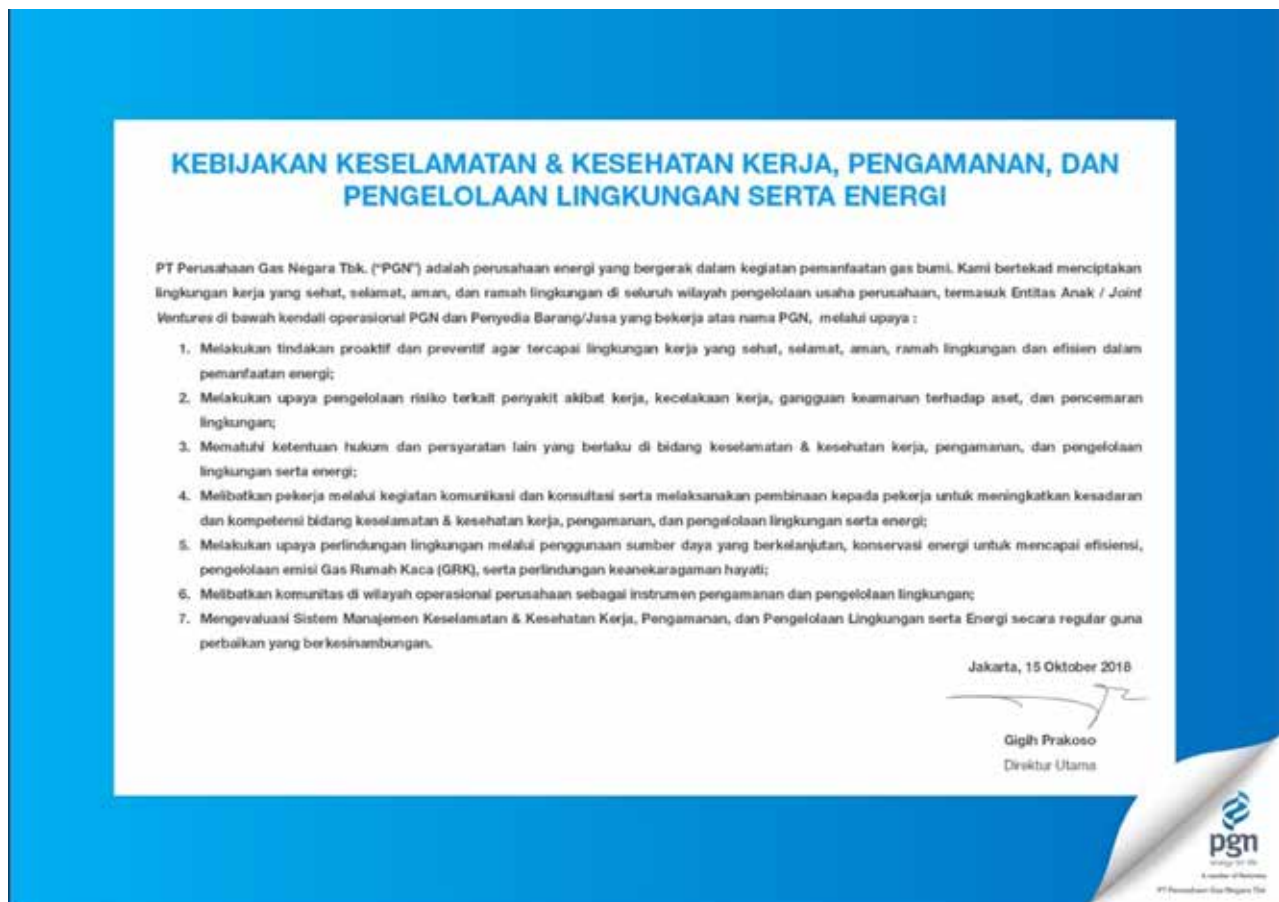 KEBIJAKAN KESELAMATAN & KESEHATAN KERJA, PENGAMANAN, DAN
PENGELOLAAN LINGKUNGAN SERTA ENERGI
PT Perusahaan Gas Negara Tbk. ("PGN") adalah perusahaan energi yang bergerak dalam kegiatan pemanfaatan gas bumi. Kami bertekad menciptakan
lingkungan kerja yang sehat, selamat, aman, dan ramah lingkungan di seluruh wilayah pengelolaan usaha perusahaan, termasuk Entitas Anak / Joint
Ventures di bawah kendali operasional PGN dan Penyedia Barang/Jasa yang bekerja atas nama PGN, melalui upaya :
1. Melakukan tindakan proaktif dan preventif agar tercapai lingkungan kerja yang sehat, selamat, aman, ramah lingkungan dan efisien dalam
pemanfaatan energi;
2. Melakukan upaya pengelolaan risiko terkait penyakit akibat kerja, kecelakaan kerja, gangguan keamanan terhadap aset, dan pencemaran
lingkungan;
3. Mematuhi ketentuan hukum dan persyaratan lain yang berlaku di bidang keselamatan & kesehatan kerja, pengamanan, dan pengelolaan
lingkungan serta energi;
4. Melibatkan pekerja melalui kegiatan komunikasi dan konsultasi serta melaksanakan pembinaan kepada pekerja untuk meningkatkan kesadaran
dan kompetensi bidang keselamatan & kesehatan kerja, pengamanan, dan pengelolaan lingkungan serta energi;
5. Melakukan upaya perlindungan lingkungan melalui penggunaan sumber daya yang berkelanjutan, konservasi energi untuk mencapai efisiensi,
pengelolaan emisi Gas Rumah Kaca (GRK), serta perlindungan keanekaragaman hayati;
6. Melibatkan komunitas di wilayah operasional perusahaan sebagai instrumen pengamanan dan pengelolaan lingkungan;
7. Mengevaluasi Sistem Manajemen Keselamatan & Kesehatan Kerja, Pengamanan, dan Pengelolaan Lingkungan serta Energi secara regular guna
perbaikan yang berkesinambungan.
Jakarta, 15 Oktober 2018
Gigih Prakoso
Direktur Utama
pgn
energy for life
A member of Pertamina
PT Perusahaan Gas Negara Tbk